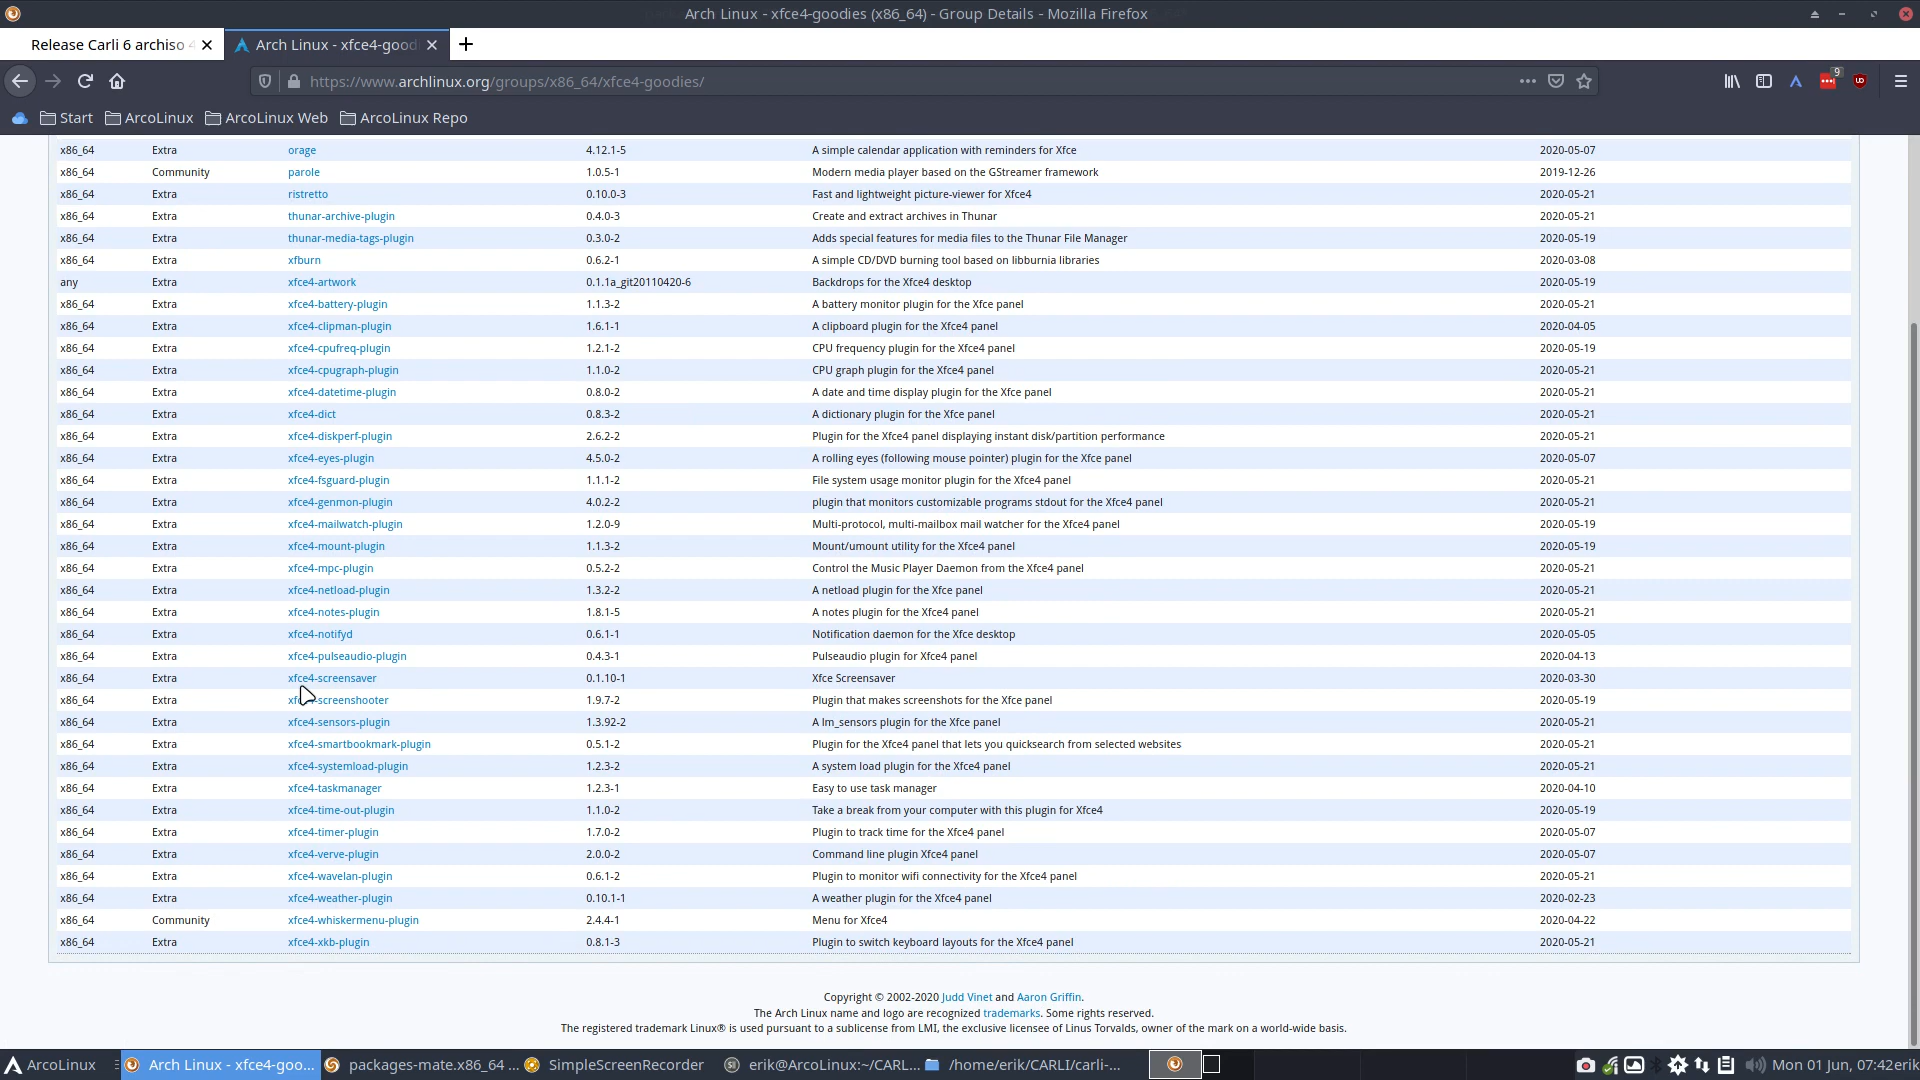 Arch Linux - xfce4-goodies (x86_64) - Group Details - Mozilla Firefox
Release Carli 6 archiso 4
Arch Linux - xfce4-good
https://www.archlinux.org/groups/x86_64/xfce4-goodies/
9
Start ArcoLinux ArcoLinux Web ArcoLinux Repo
x86_64 Extra orage 4.12.1-5 A simple calendar application with reminders for Xfce 2020-05-07
x86_64 Community parole 1.0.5-1 Modern media player based on the GStreamer framework 2019-12-26
x86_64 Extra ristretto 0.10.0-3 Fast and lightweight picture-viewer for Xfce4 2020-05-21
x86_64 Extra thunar-archive-plugin 0.4.0-3 Create and extract archives in Thunar 2020-05-21
x86_64 Extra thunar-media-tags-plugin 0.3.0-2 Adds special features for media files to the Thunar File Manager 2020-05-19
x86_64 Extra xfburn 0.6.2-1 A simple CD/DVD burning tool based on libburnia libraries 2020-03-08
any Extra xfce4-artwork 0.1.1a_git20110420-6 Backdrops for the Xfce4 desktop 2020-05-19
x86_64 Extra xfce4-battery-plugin 1.1.3-2 A battery monitor plugin for the Xfce panel 2020-05-21
x86_64 Extra xfce4-clipman-plugin 1.6.1-1 A clipboard plugin for the Xfce4 panel 2020-04-05
x86_64 Extra xfce4-cpufreq-plugin 1.2.1-2 CPU frequency plugin for the Xfce4 panel 2020-05-19
x86_64 Extra xfce4-cpugraph-plugin 1.1.0-2 CPU graph plugin for the Xfce4 panel 2020-05-21
x86_64 Extra xfce4-datetime-plugin 0.8.0-2 A date and time display plugin for the Xfce panel 2020-05-21
x86_64 Extra xfce4-dict 0.8.3-2 A dictionary plugin for the Xfce panel 2020-05-21
x86_64 Extra xfce4-diskperf-plugin 2.6.2-2 Plugin for the Xfce4 panel displaying instant disk/partition performance 2020-05-21
x86_64 Extra xfce4-eyes-plugin 4.5.0-2 A rolling eyes (following mouse pointer) plugin for the Xfce panel 2020-05-07
x86_64 Extra xfce4-fsguard-plugin 1.1.1-2 File system usage monitor plugin for the Xfce4 panel 2020-05-21
x86_64 Extra xfce4-genmon-plugin 4.0.2-2 plugin that monitors customizable programs stdout for the Xfce4 panel 2020-05-21
x86_64 Extra xfce4-mailwatch-plugin 1.2.0-9 Multi-protocol, multi-mailbox mail watcher for the Xfce4 panel 2020-05-19
x86_64 Extra xfce4-mount-plugin 1.1.3-2 Mount/umount utility for the Xfce4 panel 2020-05-19
x86_64 Extra xfce4-mpc-plugin 0.5.2-2 Control the Music Player Daemon from the Xfce4 panel 2020-05-21
x86_64 Extra xfce4-netload-plugin 1.3.2-2 A netload plugin for the Xfce panel 2020-05-21
x86_64 Extra xfce4-notes-plugin 1.8.1-5 A notes plugin for the Xfce4 panel 2020-05-21
x86_64 Extra xfce4-notifyd 0.6.1-1 Notification daemon for the Xfce desktop 2020-05-05
x86_64 Extra xfce4-pulseaudio-plugin 0.4.3-1 Pulseaudio plugin for Xfce4 panel 2020-04-13
x86_64 Extra xfce4-screensaver 0.1.10-1 Xfce Screensaver 2020-03-30
x86_64 Extra xfce4-screenshooter 1.9.7-2 Plugin that makes screenshots for the Xfce panel 2020-05-19
x86_64 Extra xfce4-sensors-plugin 1.3.92-2 A lm_sensors plugin for the Xfce panel 2020-05-21
x86_64 Extra xfce4-smartbookmark-plugin 0.5.1-2 Plugin for the Xfce4 panel that lets you quicksearch from selected websites 2020-05-21
x86_64 Extra xfce4-systemload-plugin 1.2.3-2 A system load plugin for the Xfce4 panel 2020-05-21
x86_64 Extra xfce4-taskmanager 1.2.3-1 Easy to use task manager 2020-04-10
x86_64 Extra xfce4-time-out-plugin 1.1.0-2 Take a break from your computer with this plugin for Xfce4 2020-05-19
x86_64 Extra xfce4-timer-plugin 1.7.0-2 Plugin to track time for the Xfce4 panel 2020-05-07
x86_64 Extra xfce4-verve-plugin 2.0.0-2 Command line plugin Xfce4 panel 2020-05-07
x86_64 Extra xfce4-wavelan-plugin 0.6.1-2 Plugin to monitor wifi connectivity for the Xfce4 panel 2020-05-21
x86_64 Extra xfce4-weather-plugin 0.10.1-1 A weather plugin for the Xfce4 panel 2020-02-23
x86_64 Community xfce4-whiskermenu-plugin 2.4.4-1 Menu for Xfce4 2020-04-22
x86_64 Extra xfce4-xkb-plugin 0.8.1-3 Plugin to switch keyboard layouts for the Xfce4 panel 2020-05-21
Copyright © 2002-2020 Judd Vinet and Aaron Griffin.
The Arch Linux name and logo are recognized trademarks. Some rights reserved.
The registered trademark Linux® is used pursuant to a sublicense from LMI, the exclusive licensee of Linus Torvalds, owner of the mark on a world-wide basis.
ArcoLinux Arch Linux - xfce4-goo... packages-mate.x86_64 ... SimpleScreenRecorder erik@ArcoLinux:~/CARL... /home/erik/CARLI/carli-... Mon 01 Jun, 07:42 erik